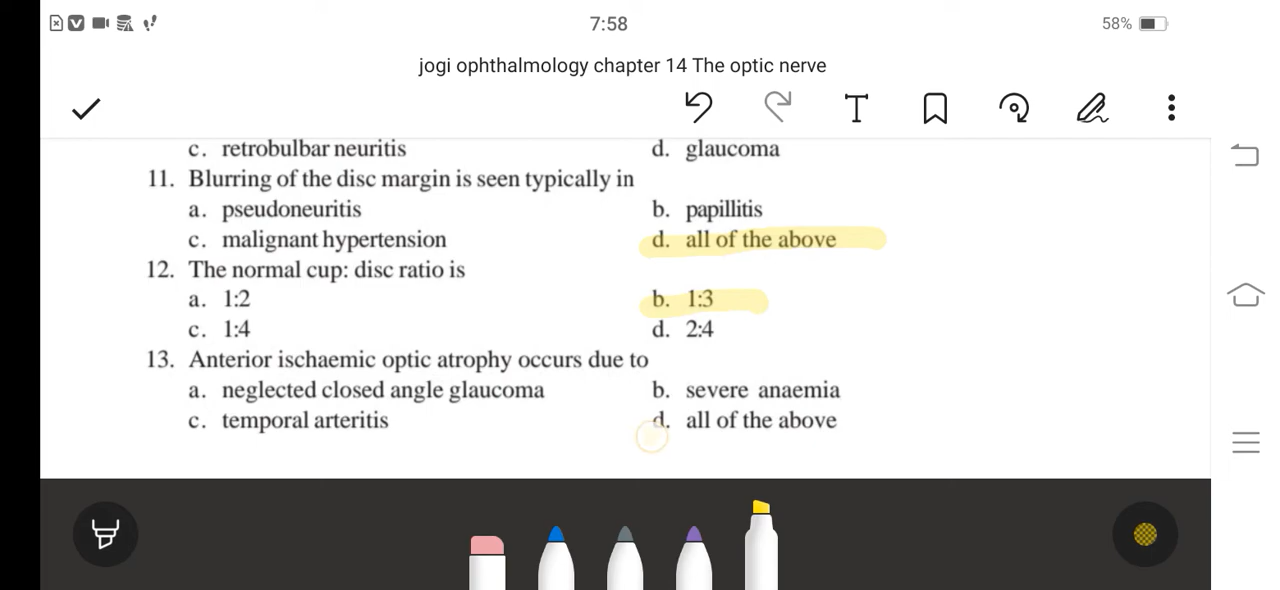 7:58
58%
jogi ophthalmology chapter 14 The optic nerve
T
c. retrobulbar neuritis d. glaucoma
11. Blurring of the disc margin is seen typically in
a. pseudoneuritis b. papillitis
c. malignant hypertension d. all of the above
12. The normal cup: disc ratio is
a. 1:2 b. 1:3
c. 1:4 d. 2:4
13. Anterior ischaemic optic atrophy occurs due to
a. neglected closed angle glaucoma b. severe anaemia
c. temporal arteritis d. all of the above